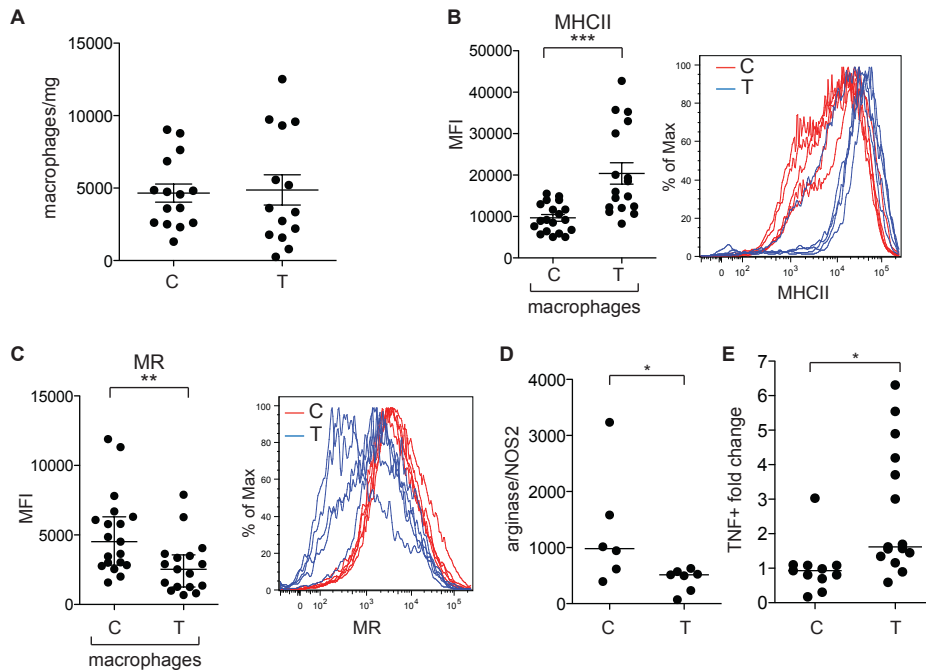 A
macrophages/mg
15000
10000
5000
0
C
T
B
MHCII
***
MFI
50000
40000
30000
20000
10000
0
C
T
macrophages
C
T
% of Max
100
80
60
40
20
0
0
10²
10³
10⁴
10⁵
MHCII
C
MR
**
MFI
15000
10000
5000
0
C
T
macrophages
C
T
% of Max
100
80
60
40
20
0
0
10²
10³
10⁴
10⁵
MR
D
*
arginase/NOS2
4000
3000
2000
1000
0
C
T
E
*
TNF+ fold change
7
6
5
4
3
2
1
0
C
T